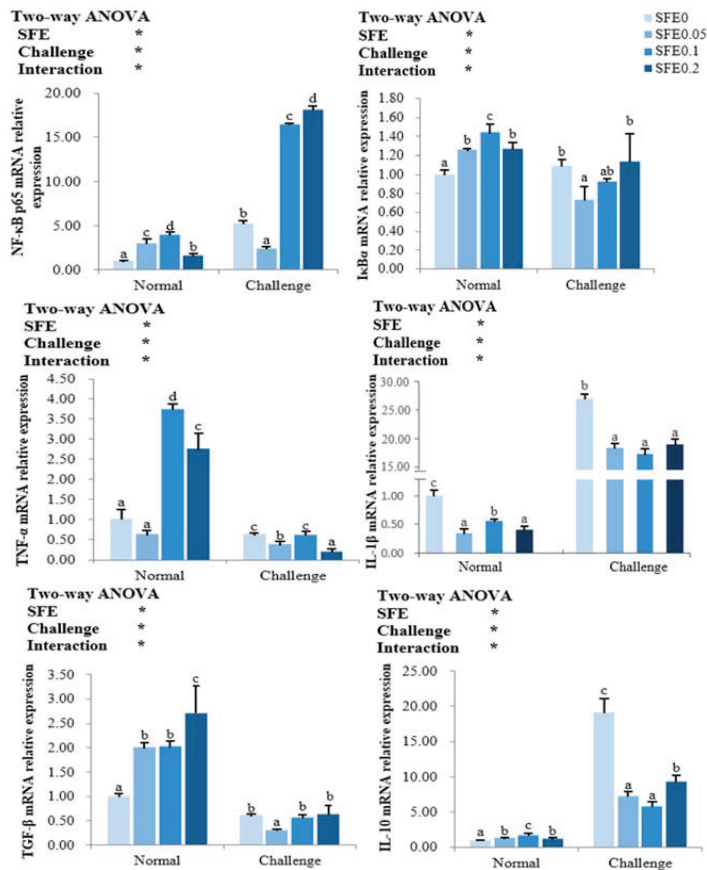 Two-way ANOVA
SFE *
Challenge *
Interaction *
NF-κB p65 mRNA relative
expression
20.00
15.00
10.00
5.00
0.00
a
c
d
b
b
a
c
d
Normal
Challenge
Two-way ANOVA
SFE *
Challenge *
Interaction *
SFE0
SFE0.05
SFE0.1
SFE0.2
IκBα mRNA relative expression
1.80
1.60
1.40
1.20
1.00
0.80
0.60
0.40
0.20
0.00
a
b
c
b
b
a
ab
b
Normal
Challenge
Two-way ANOVA
SFE *
Challenge *
Interaction *
TNF-α mRNA relative expression
4.50
4.00
3.50
3.00
2.50
2.00
1.50
1.00
0.50
0.00
a
a
d
c
c
b
c
a
Normal
Challenge
Two-way ANOVA
SFE *
Challenge *
Interaction *
IL-1β mRNA relative expression
30.00
25.00
20.00
15.00
1.00
0.50
0.00
c
a
b
a
b
a
a
a
Normal
Challenge
Two-way ANOVA
SFE *
Challenge *
Interaction *
TGF-β mRNA relative expression
3.50
3.00
2.50
2.00
1.50
1.00
0.50
0.00
a
b
b
c
b
a
b
b
Normal
Challenge
Two-way ANOVA
SFE *
Challenge *
Interaction *
IL-10 mRNA relative expression
25.00
20.00
15.00
10.00
5.00
0.00
a
b
c
b
c
a
a
b
Normal
Challenge